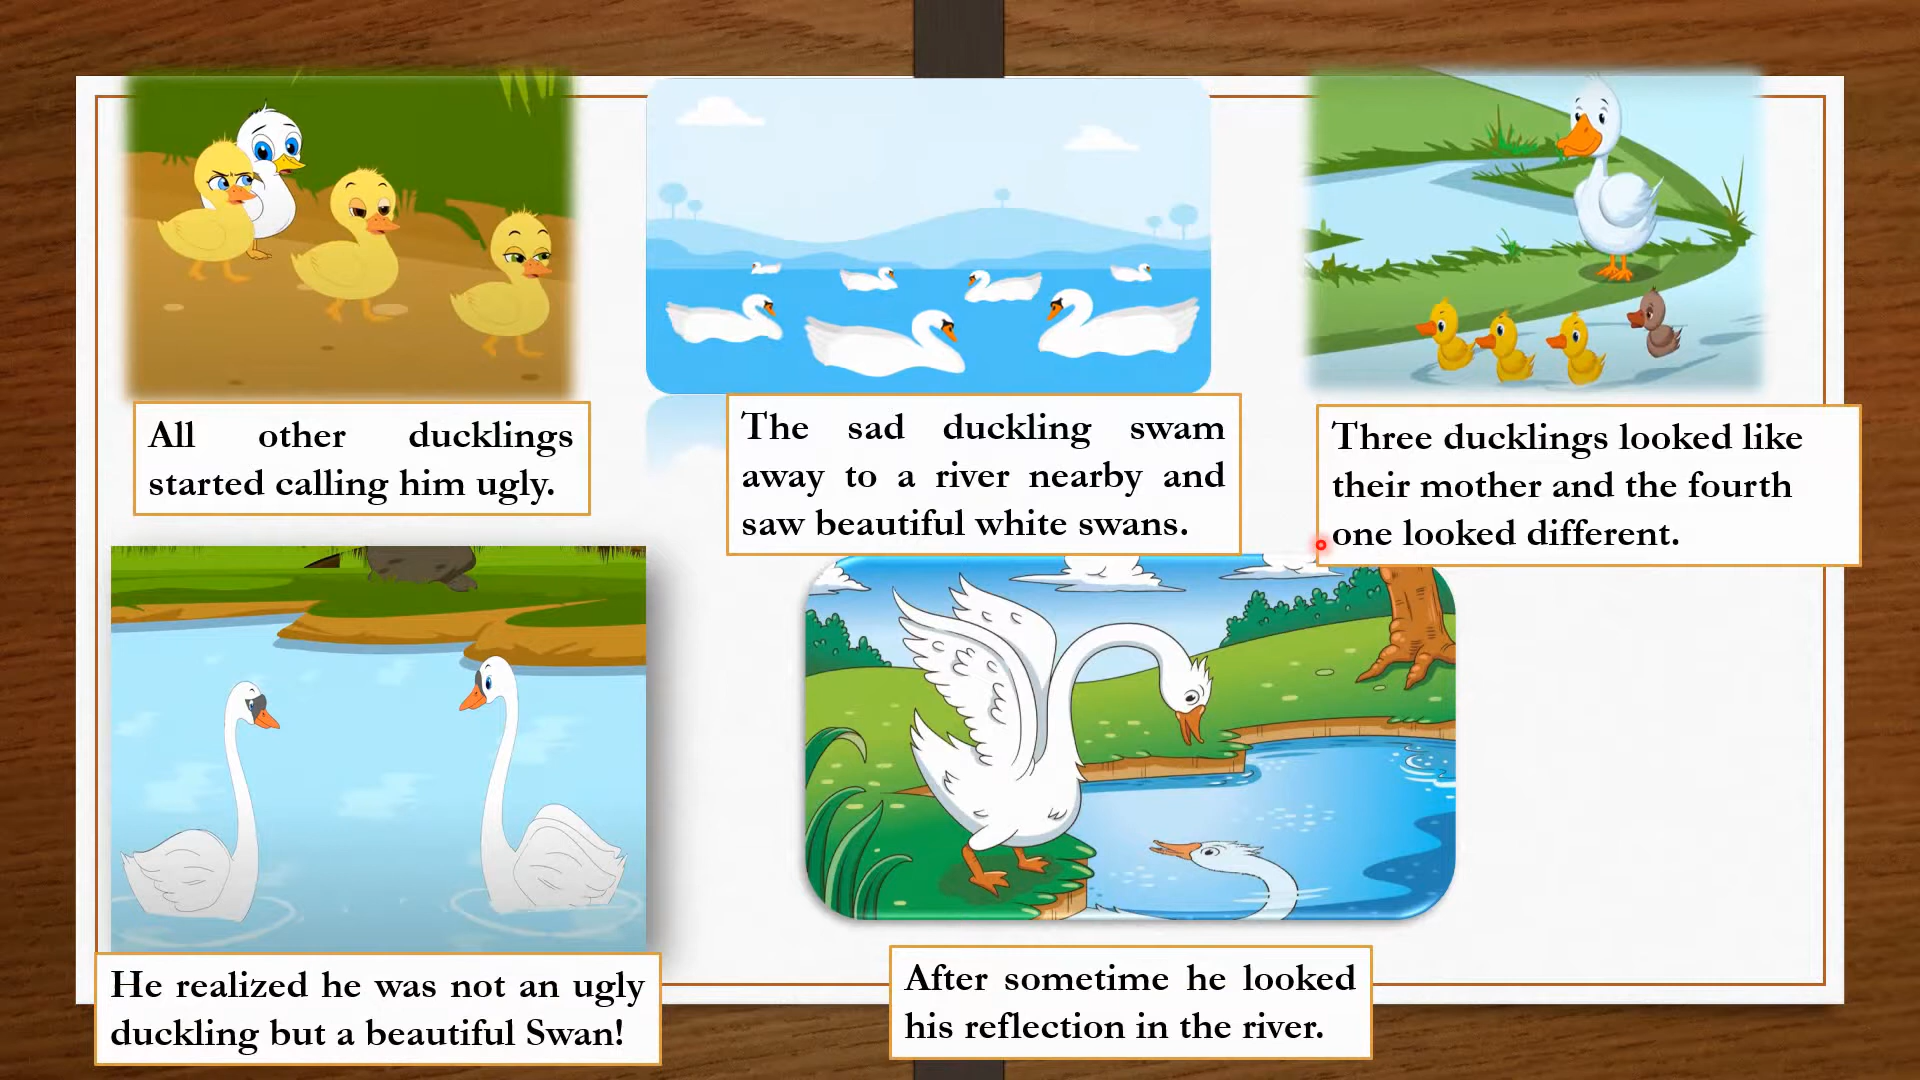 All other ducklings
started calling him ugly.
The sad duckling swam
away to a river nearby and
saw beautiful white swans.
Three ducklings looked like
their mother and the fourth
one looked different.
He realized he was not an ugly
duckling but a beautiful Swan!
After sometime he looked
his reflection in the river.